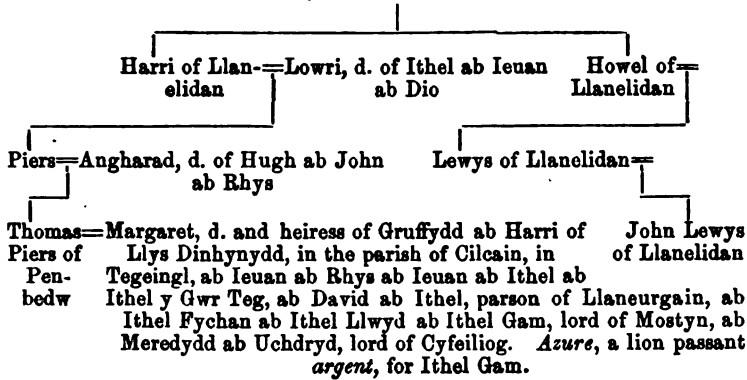 Harri of Llan-=Lowri, d. of Ithel ab Ieuan Howel of=
elidan ab Dio Llanelidan
Piers=Angharad, d. of Hugh ab John Lewys of Llanelidan=
ab Rhys
Thomas=Margaret, d. and heiress of Gruffydd ab Harri of John Lewys
Piers of Llys Dinhynydd, in the parish of Cilcain, in of Llanelidan
Pen- Tegeingl, ab Ieuan ab Rhys ab Ieuan ab Ithel ab
bedw Ithel y Gwr Teg, ab David ab Ithel, parson of Llaneurgain, ab
Ithel Fychan ab Ithel Llwyd ab Ithel Gam, lord of Mostyn, ab
Meredydd ab Uchdryd, lord of Cyfeiliog. Azure, a lion passant
argent, for Ithel Gam.